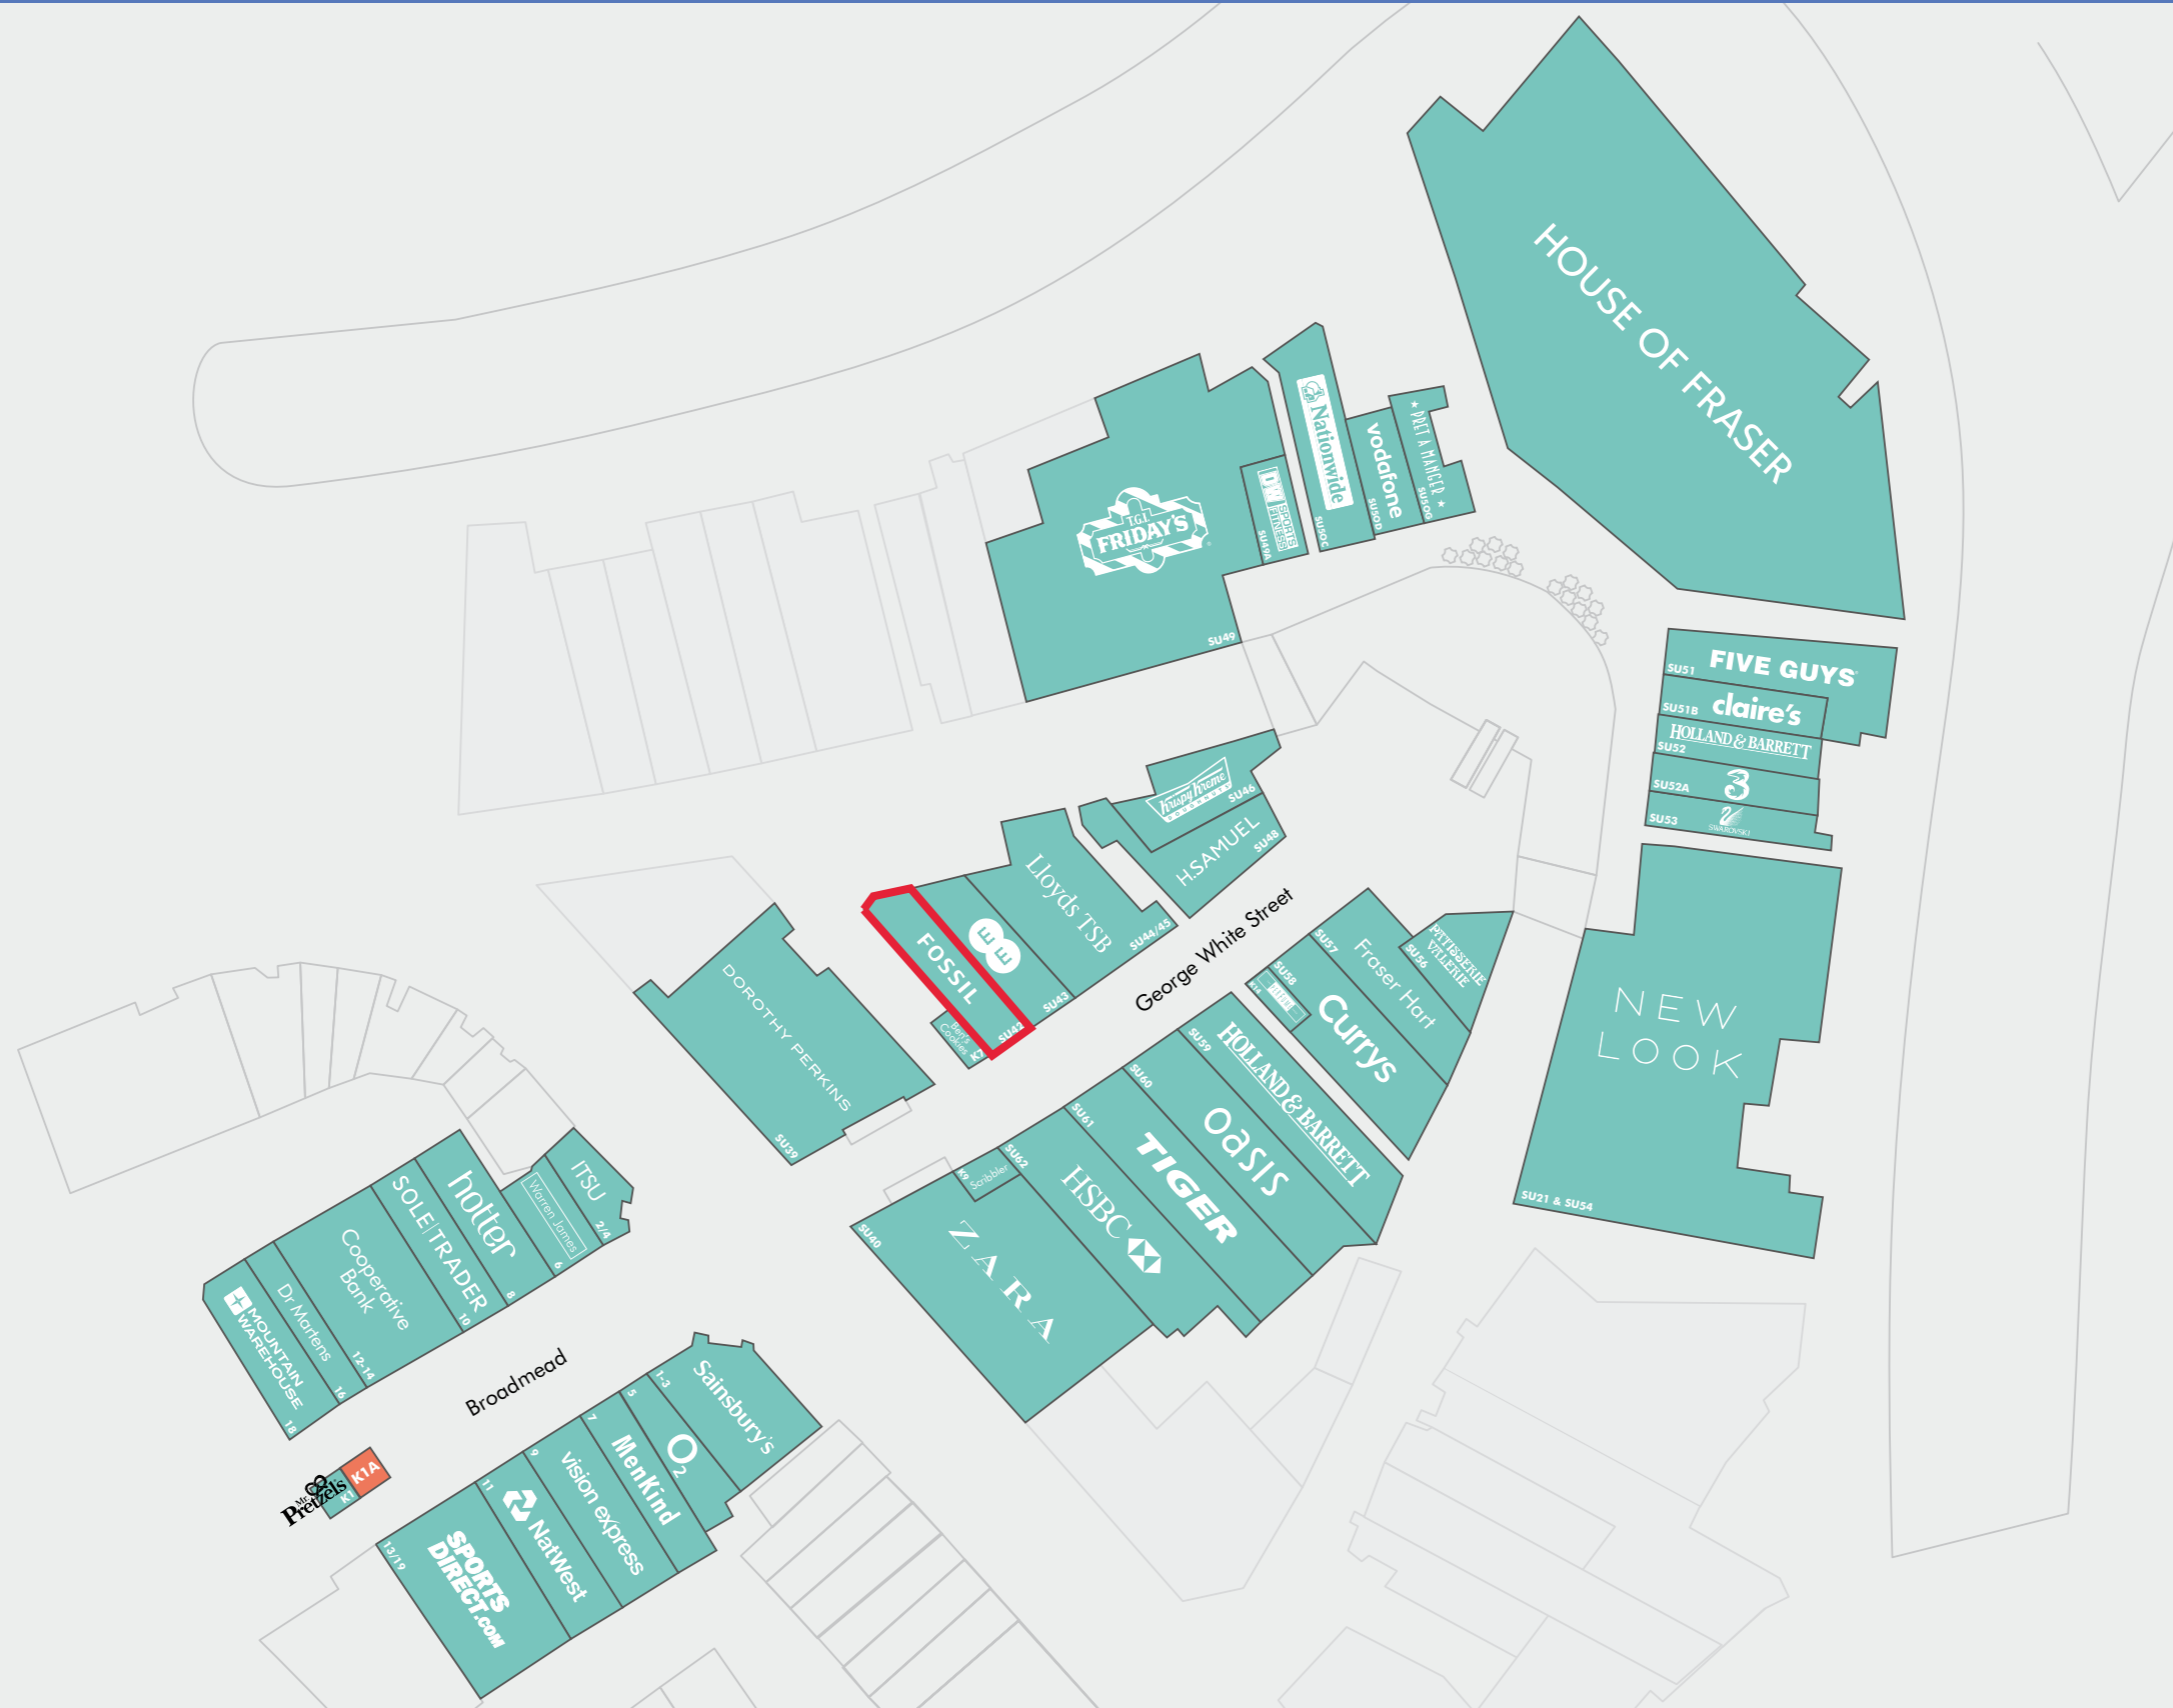 HOUSE OF FRASER
Nationwide
SU50C
vodafone
SU50D
★ PRET A MANGER ★
SU50G
T.G.I.
FRIDAY'S
SU49
DW SPORTS
FITNESS
SU49A
FIVE GUYS
SU51
claire's
SU51B
HOLLAND & BARRETT
SU52
3
SU52A
SWAROVSKI
SU53
NEW
LOOK
SU21 & SU54
Krispy Kreme
DOUGHNUTS
SU46
H.SAMUEL
SU48
Lloyds TSB
SU44/45
EE
SU43
FOSSIL
SU42
Ben's
Cookies
K7
George White Street
PATISSERIE
VALERIE
SU56
Fraser Hart
SU57
Currys
SU58
K14
HOLLAND & BARRETT
SU59
OASIS
SU60
TIGER
SU61
HSBC
SU62
Scribbler
K9
ZARA
SU40
DOROTHY PERKINS
SU39
ITSU
2/4
Warren James
6
hotter
8
SOLE/TRADER
10
Cooperative
Bank
12-14
Dr Martens
16
MOUNTAIN
WAREHOUSE
18
Broadmead
Sainsbury's
1-3
O2
5
MenKind
7
vision express
9
NatWest
11
SPORTS
DIRECT.COM
13/19
K1A
Mr
Pretzels
K1